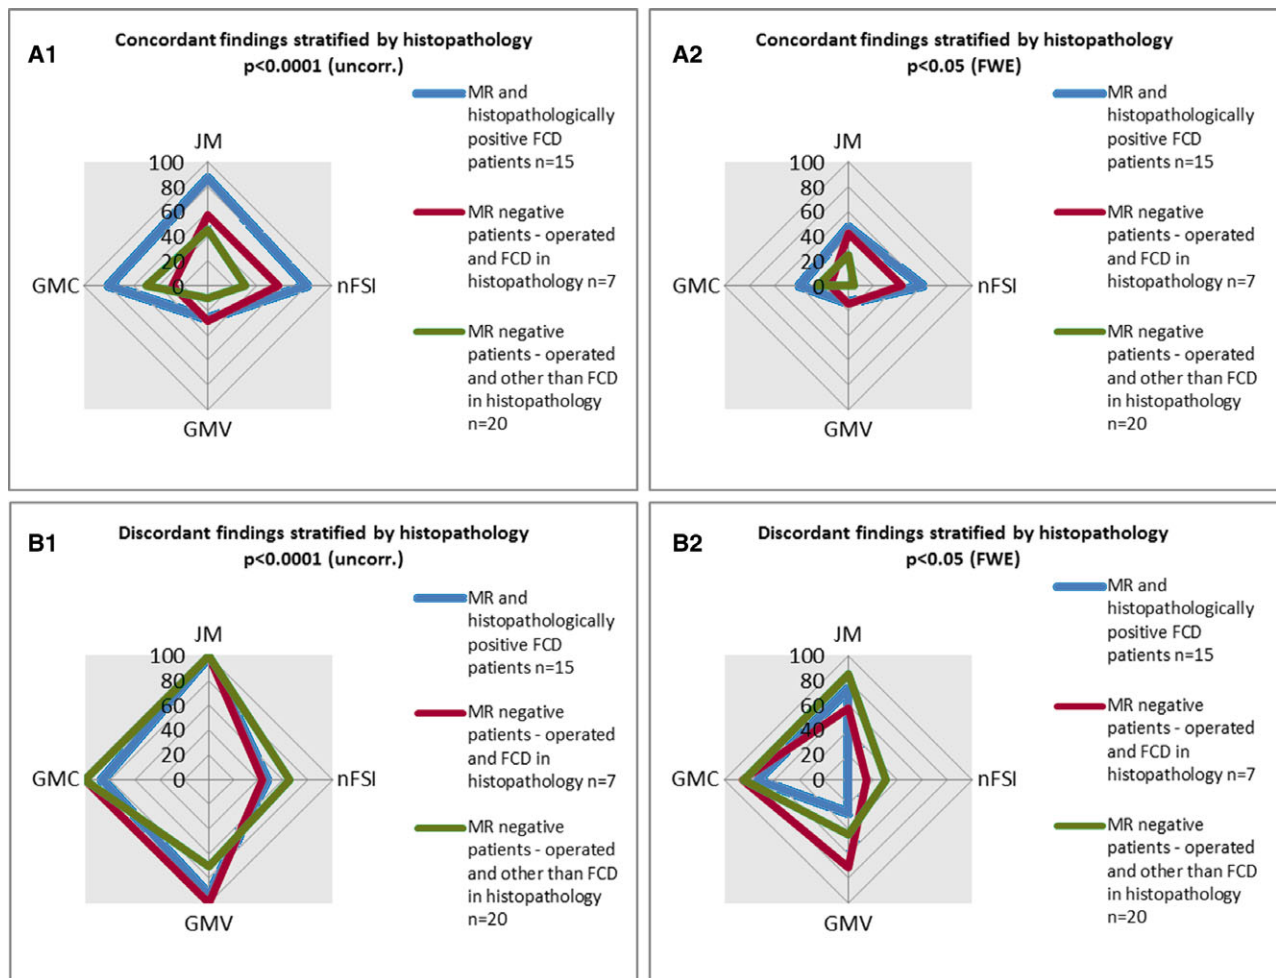 A1
Concordant findings stratified by histopathology
p<0.0001 (uncorr.)
MR and
histopathologically
positive FCD
patients n=15
MR negative
patients - operated
and FCD in
histopathology n=7
MR negative
patients - operated
and other than FCD
in histopathology
n=20
JM
100
80
60
40
20
0
GMC
nFSI
GMV
A2
Concordant findings stratified by histopathology
p<0.05 (FWE)
MR and
histopathologically
positive FCD
patients n=15
MR negative
patients - operated
and FCD in
histopathology n=7
MR negative
patients - operated
and other than FCD
in histopathology
n=20
JM
100
80
60
40
20
0
GMC
nFSI
GMV
B1
Discordant findings stratified by histopathology
p<0.0001 (uncorr.)
MR and
histopathologically
positive FCD
patients n=15
MR negative
patients - operated
and FCD in
histopathology n=7
MR negative
patients - operated
and other than FCD
in histopathology
n=20
JM
100
80
60
40
20
0
GMC
nFSI
GMV
B2
Discordant findings stratified by histopathology
p<0.05 (FWE)
MR and
histopathologically
positive FCD
patients n=15
MR negative
patients - operated
and FCD in
histopathology n=7
MR negative
patients - operated
and other than FCD
in histopathology
n=20
JM
100
80
60
40
20
0
GMC
nFSI
GMV